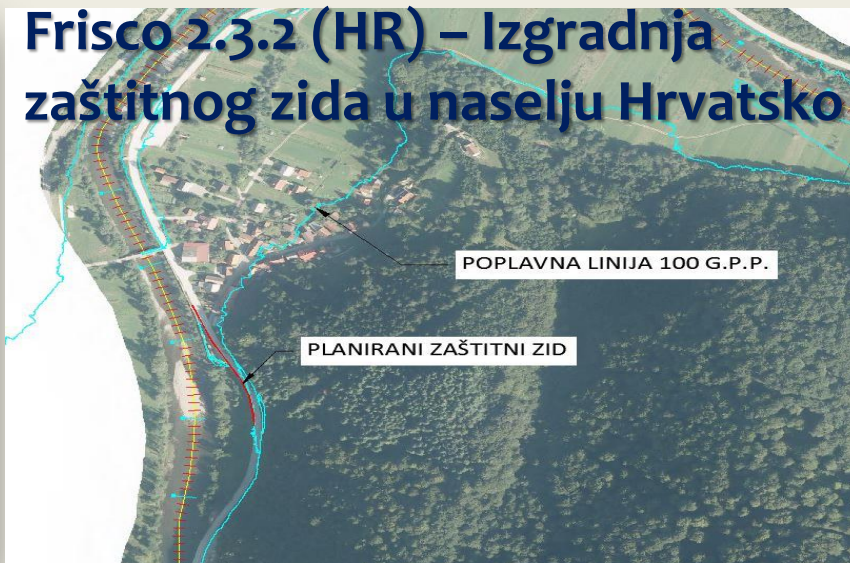 Frisco 2.3.2 (HR) – Izgradnja
zaštitnog zida u naselju Hrvatsko
POPLAVNA LINIJA 100 G.P.P.
PLANIRANI ZAŠTITNI ZID